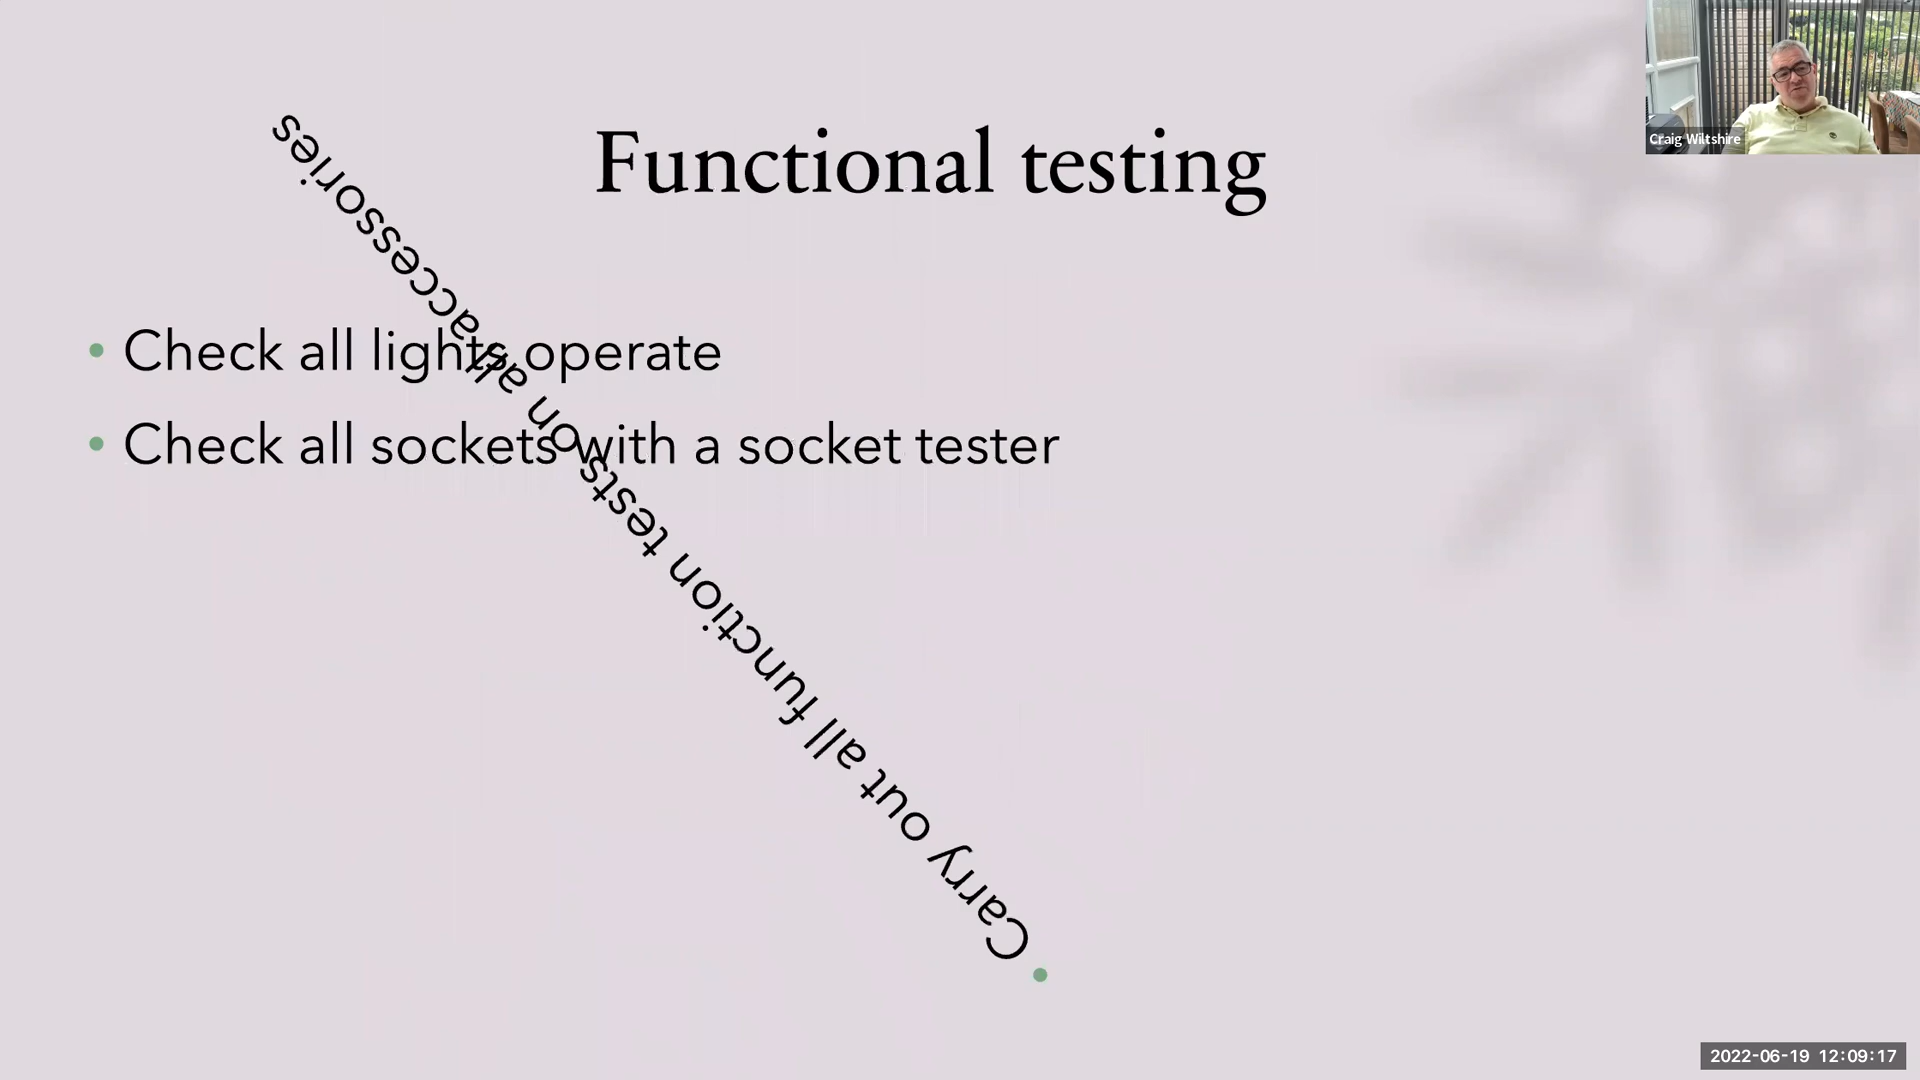 Functional testing
• Check all lights operate
• Check all sockets with a socket tester
• Carry out all function tests on all accessories
Craig Wiltshire
2022-06-19 12:09:17